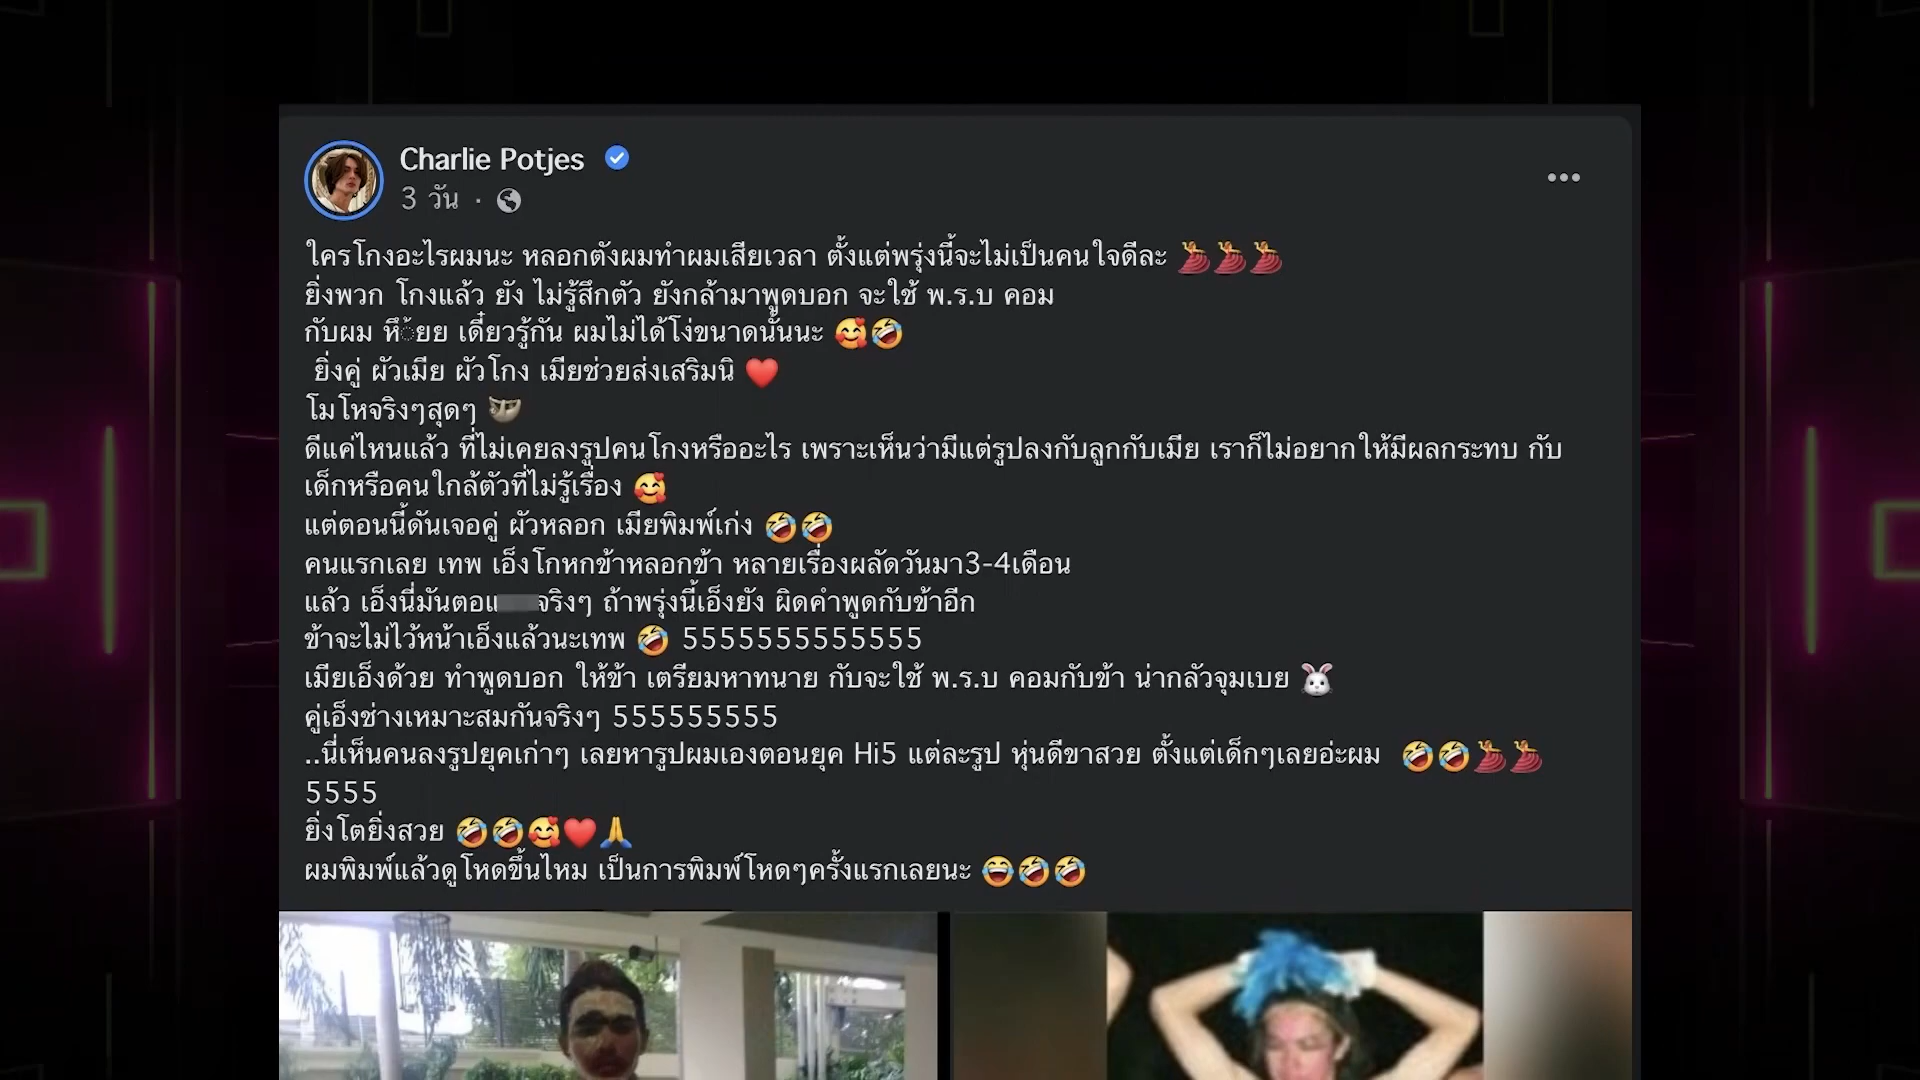 Charlie Potjes
3 วัน ·
ใครโกงอะไรผมนะ หลอกตังผมทำผมเสียเวลา ตั้งแต่พรุ่งนี้จะไม่เป็นคนใจดีละ 💃💃💃
ยิ่งพวก โกงแล้ว ยัง ไม่รู้สึกตัว ยังกล้ามาพูดบอก จะใช้ พ.ร.บ คอม
กับผม หึ้ยย เดี๋ยวรู้กัน ผมไม่ได้โง่ขนาดนั้นนะ 🥰🤣
ยิ่งคู่ ผัวเมีย ผัวโกง เมียช่วยส่งเสริมนิ ❤️
โมโหจริงๆสุดๆ 🦥
ดีแค่ไหนแล้ว ที่ไม่เคยลงรูปคนโกงหรืออะไร เพราะเห็นว่ามีแต่รูปลงกับลูกกับเมีย เราก็ไม่อยากให้มีผลกระทบ กับ
เด็กหรือคนใกล้ตัวที่ไม่รู้เรื่อง 🥰
แต่ตอนนี้ดันเจอคู่ ผัวหลอก เมียพิมพ์เก่ง 🤣🤣
คนแรกเลย เทพ เอ็งโกหกข้าหลอกข้า หลายเรื่องผลัดวันมา3-4เดือน
แล้ว เอ็งนี่มันตอแ จริงๆ ถ้าพรุ่งนี้เอ็งยัง ผิดคำพูดกับข้าอีก
ข้าจะไม่ไว้หน้าเอ็งแล้วนะเทพ 🤣 55555555555555
เมียเอ็งด้วย ทำพูดบอก ให้ข้า เตรียมหาทนาย กับจะใช้ พ.ร.บ คอมกับข้า น่ากลัวจุมเบย 🐰
คู่เอ็งช่างเหมาะสมกันจริงๆ 555555555
..นี่เห็นคนลงรูปยุคเก่าๆ เลยหารูปผมเองตอนยุค Hi5 แต่ละรูป หุ่นดีขาสวย ตั้งแต่เด็กๆเลยอ่ะผม 🤣🤣💃💃
5555
ยิ่งโตยิ่งสวย 🤣🤣🥰❤️🙏
ผมพิมพ์แล้วดูโหดขึ้นไหม เป็นการพิมพ์โหดๆครั้งแรกเลยนะ 😂🤣🤣